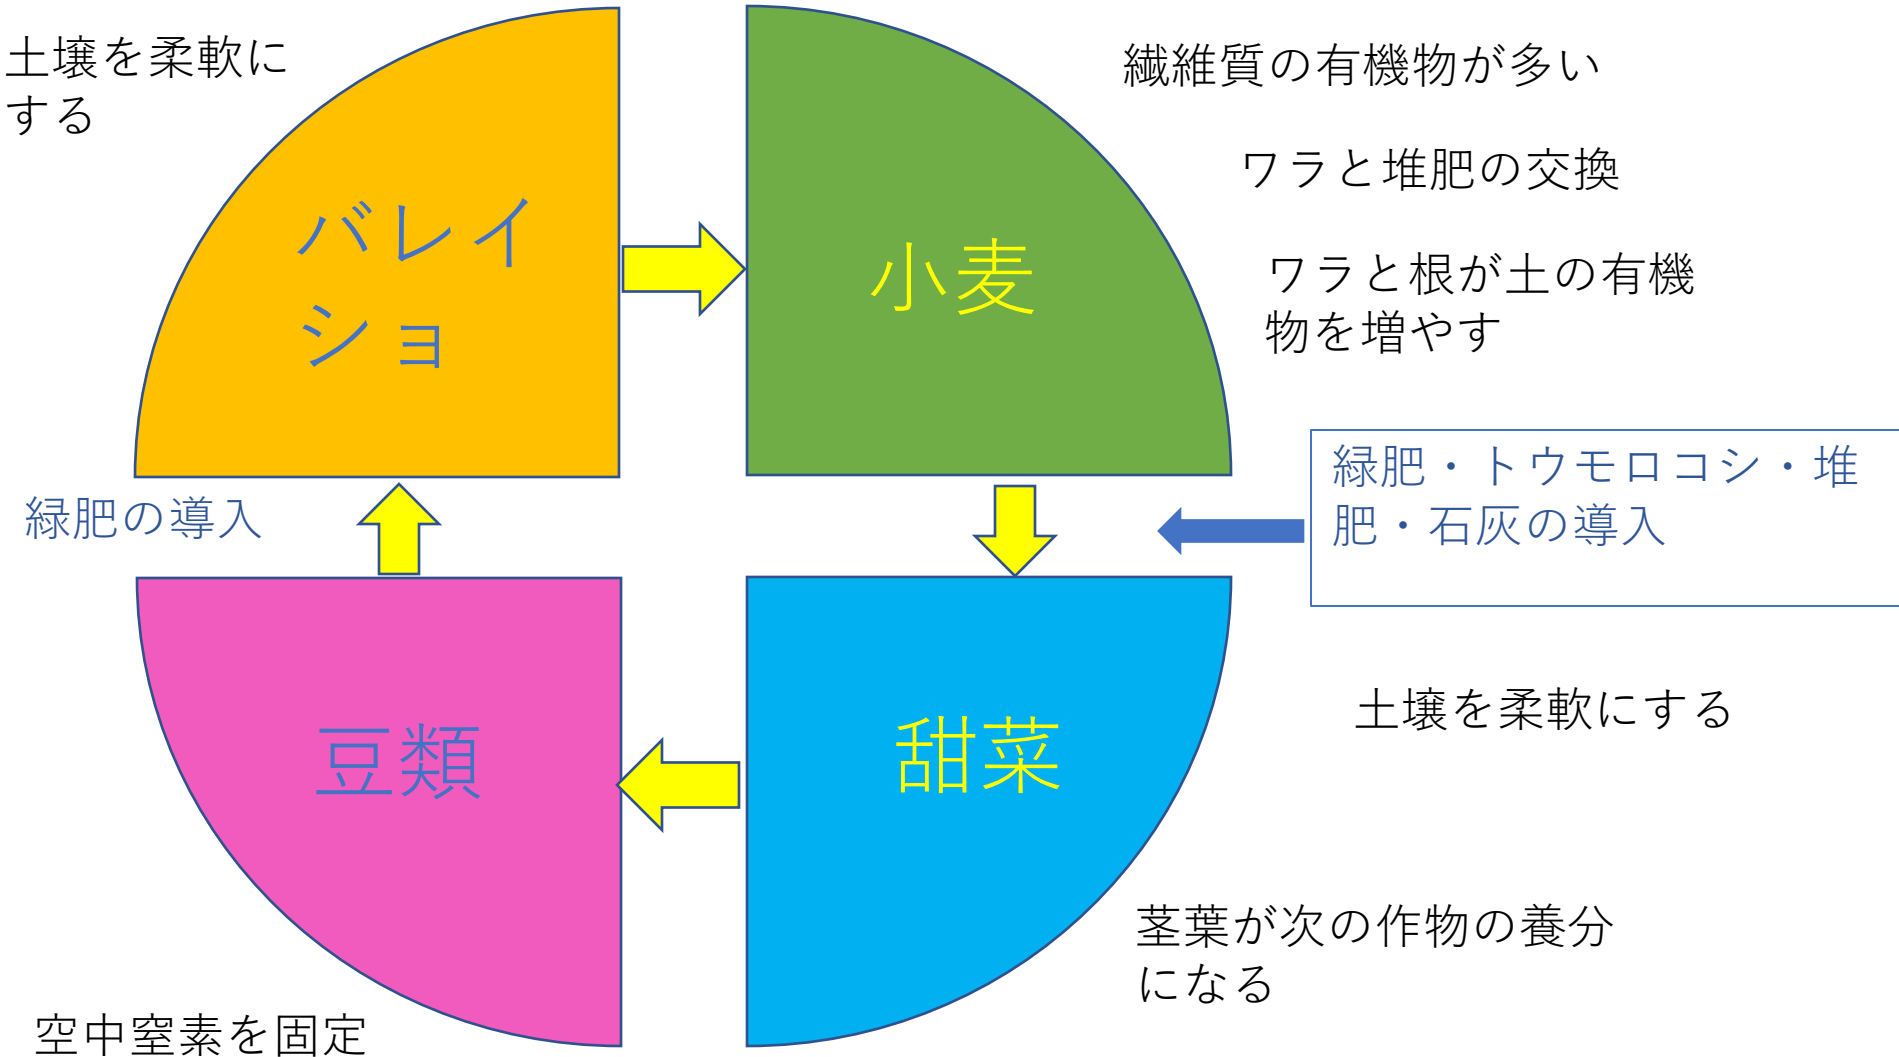 土壌を柔軟に
する
バレイ
ショ
繊維質の有機物が多い
ワラと堆肥の交換
小麦
ワラと根が土の有機
物を増やす
緑肥・トウモロコシ・堆
肥・石灰の導入
緑肥の導入
土壌を柔軟にする
豆類
甜菜
茎葉が次の作物の養分
になる
空中窒素を固定